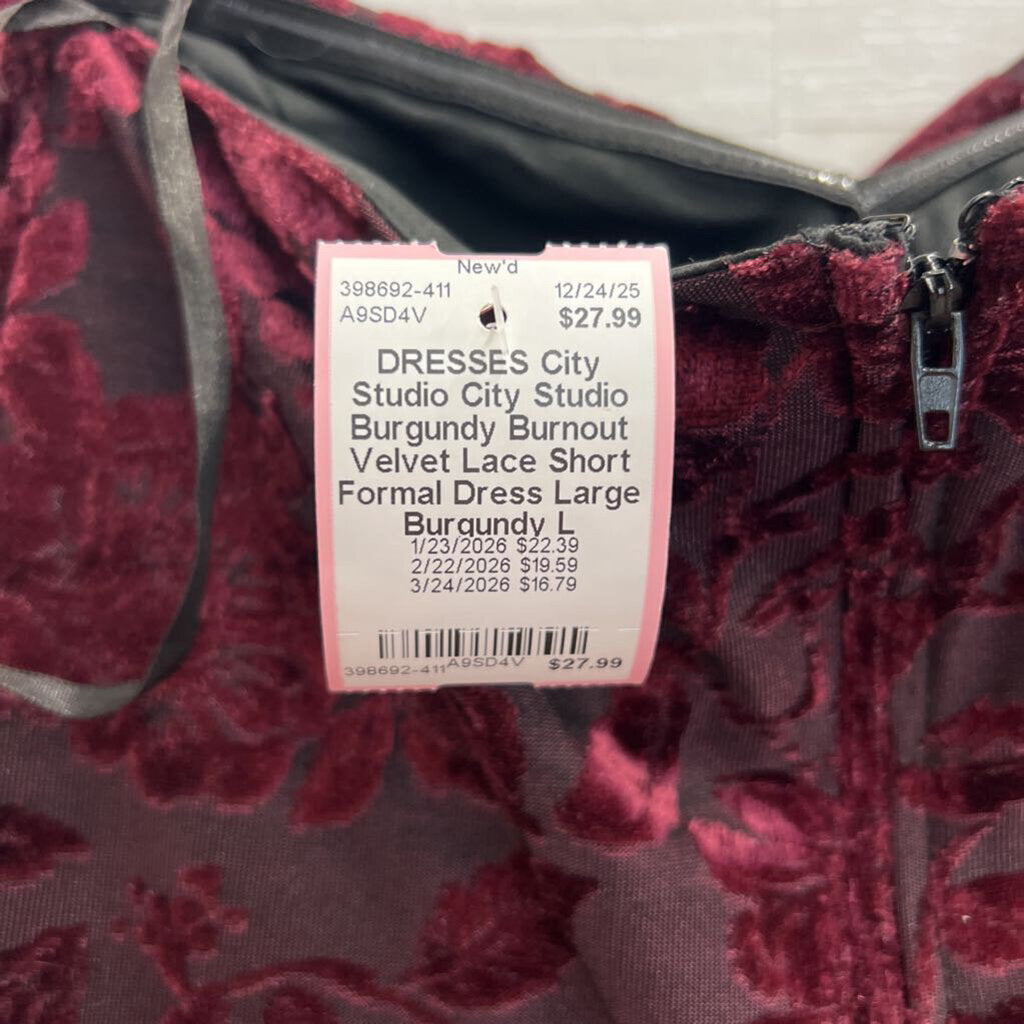 New'd
398692-411 12/24/25
A9SD4V $27.99
DRESSES City
Studio City Studio
Burgundy Burnout
Velvet Lace Short
Formal Dress Large
Burgundy L
1/23/2026 $22.39
2/22/2026 $19.59
3/24/2026 $16.79
398692-411 A9SD4V $27.99